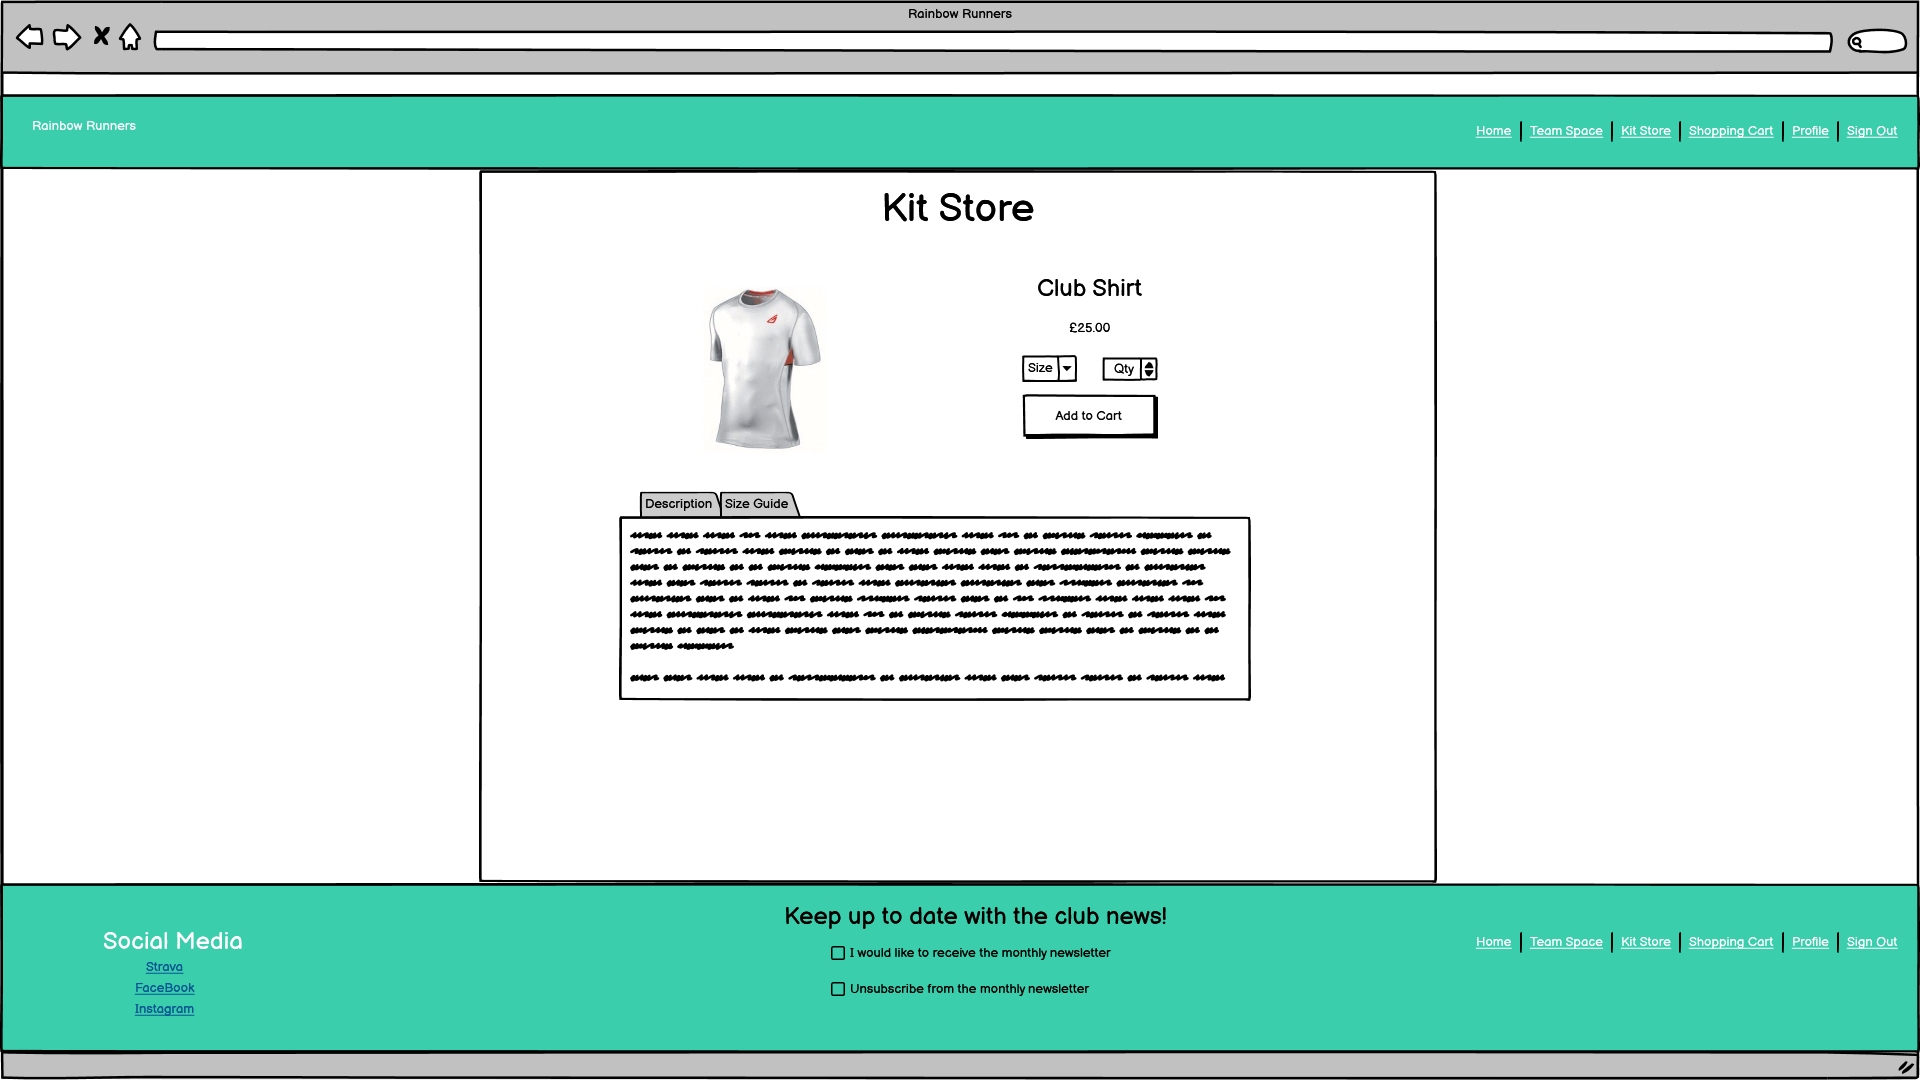 Rainbow Runners
Rainbow Runners
Home Team Space Kit Store Shopping Cart Profile Sign Out
Kit Store
Club Shirt
£25.00
Size Qty
Add to Cart
Description Size Guide
Keep up to date with the club news!
Social Media
Strava
FaceBook
Instagram
I would like to receive the monthly newsletter
Unsubscribe from the monthly newsletter
Home Team Space Kit Store Shopping Cart Profile Sign Out